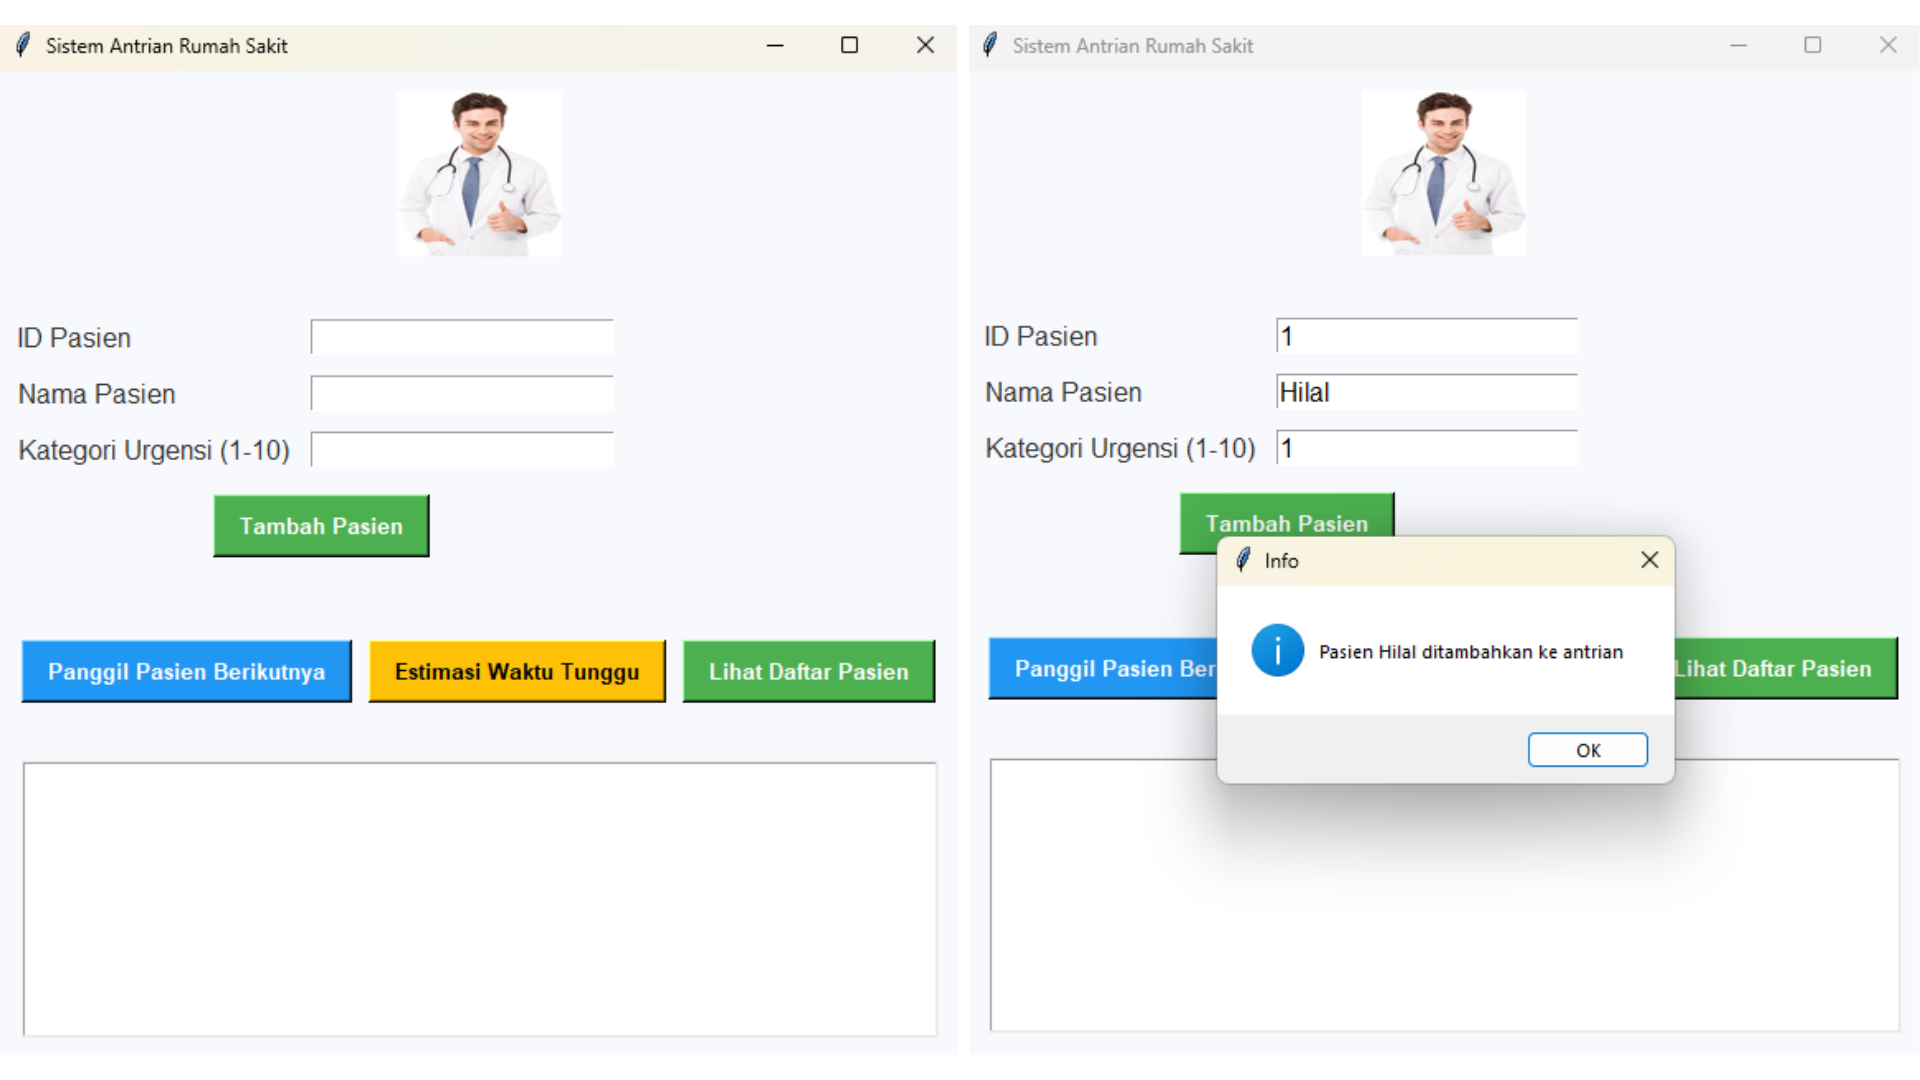 Sistem Antrian Rumah Sakit
ID Pasien
Nama Pasien
Kategori Urgensi (1-10)
Tambah Pasien
Panggil Pasien Berikutnya
Estimasi Waktu Tunggu
Lihat Daftar Pasien
Sistem Antrian Rumah Sakit
ID Pasien 1
Nama Pasien Hilal
Kategori Urgensi (1-10) 1
Tambah Pasien
Info
Pasien Hilal ditambahkan ke antrian
OK
Panggil Pasien Ber
Lihat Daftar Pasien